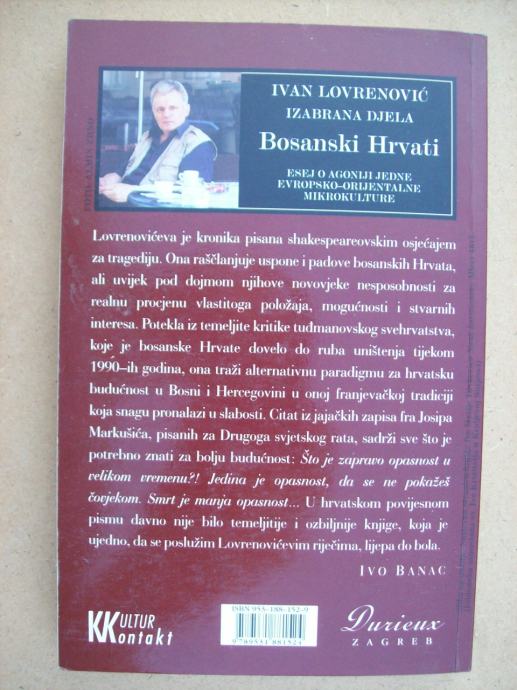 IVAN LOVRENOVIĆ
IZABRANA DJELA
Bosanski Hrvati
ESEJ O AGONIJI JEDNE
EVROPSKO-ORIJENTALNE
MIKROKULTURE
Lovrenovićeva je kronika pisana shakespeareovskim osjećajem
za tragediju. Ona raščlanjuje uspone i padove bosanskih Hrvata,
ali uvijek pod dojmom njihove novovjeke nesposobnosti za
realnu procjenu vlastitoga položaja, mogućnosti i stvarnih
interesa. Potekla iz temeljite kritike tuđmanovskog svehrvatstva,
koje je bosanske Hrvate dovelo do ruba uništenja tijekom
1990-ih godina, ona traži alternativnu paradigmu za hrvatsku
budućnost u Bosni i Hercegovini u onoj franjevačkoj tradiciji
koja snagu pronalazi u slabosti. Citat iz jajačkih zapisa fra Josipa
Markušića, pisanih za Drugoga svjetskog rata, sadrži sve što je
potrebno znati za bolju budućnost: Što je zapravo opasnost u
velikom vremenu?! Jedina je opasnost, da se ne pokažeš
čovjekom. Smrt je manja opasnost... U hrvatskom povijesnom
pismu davno nije bilo temeljitije i ozbiljnije knjige, koja je
ujedno, da se poslužim Lovrenovićevim riječima, lijepa do bola.
IVO BANAC
KULTUR
Kontakt
ISBN 953-188-152-9
9789531881524
Durieux
ZAGREB